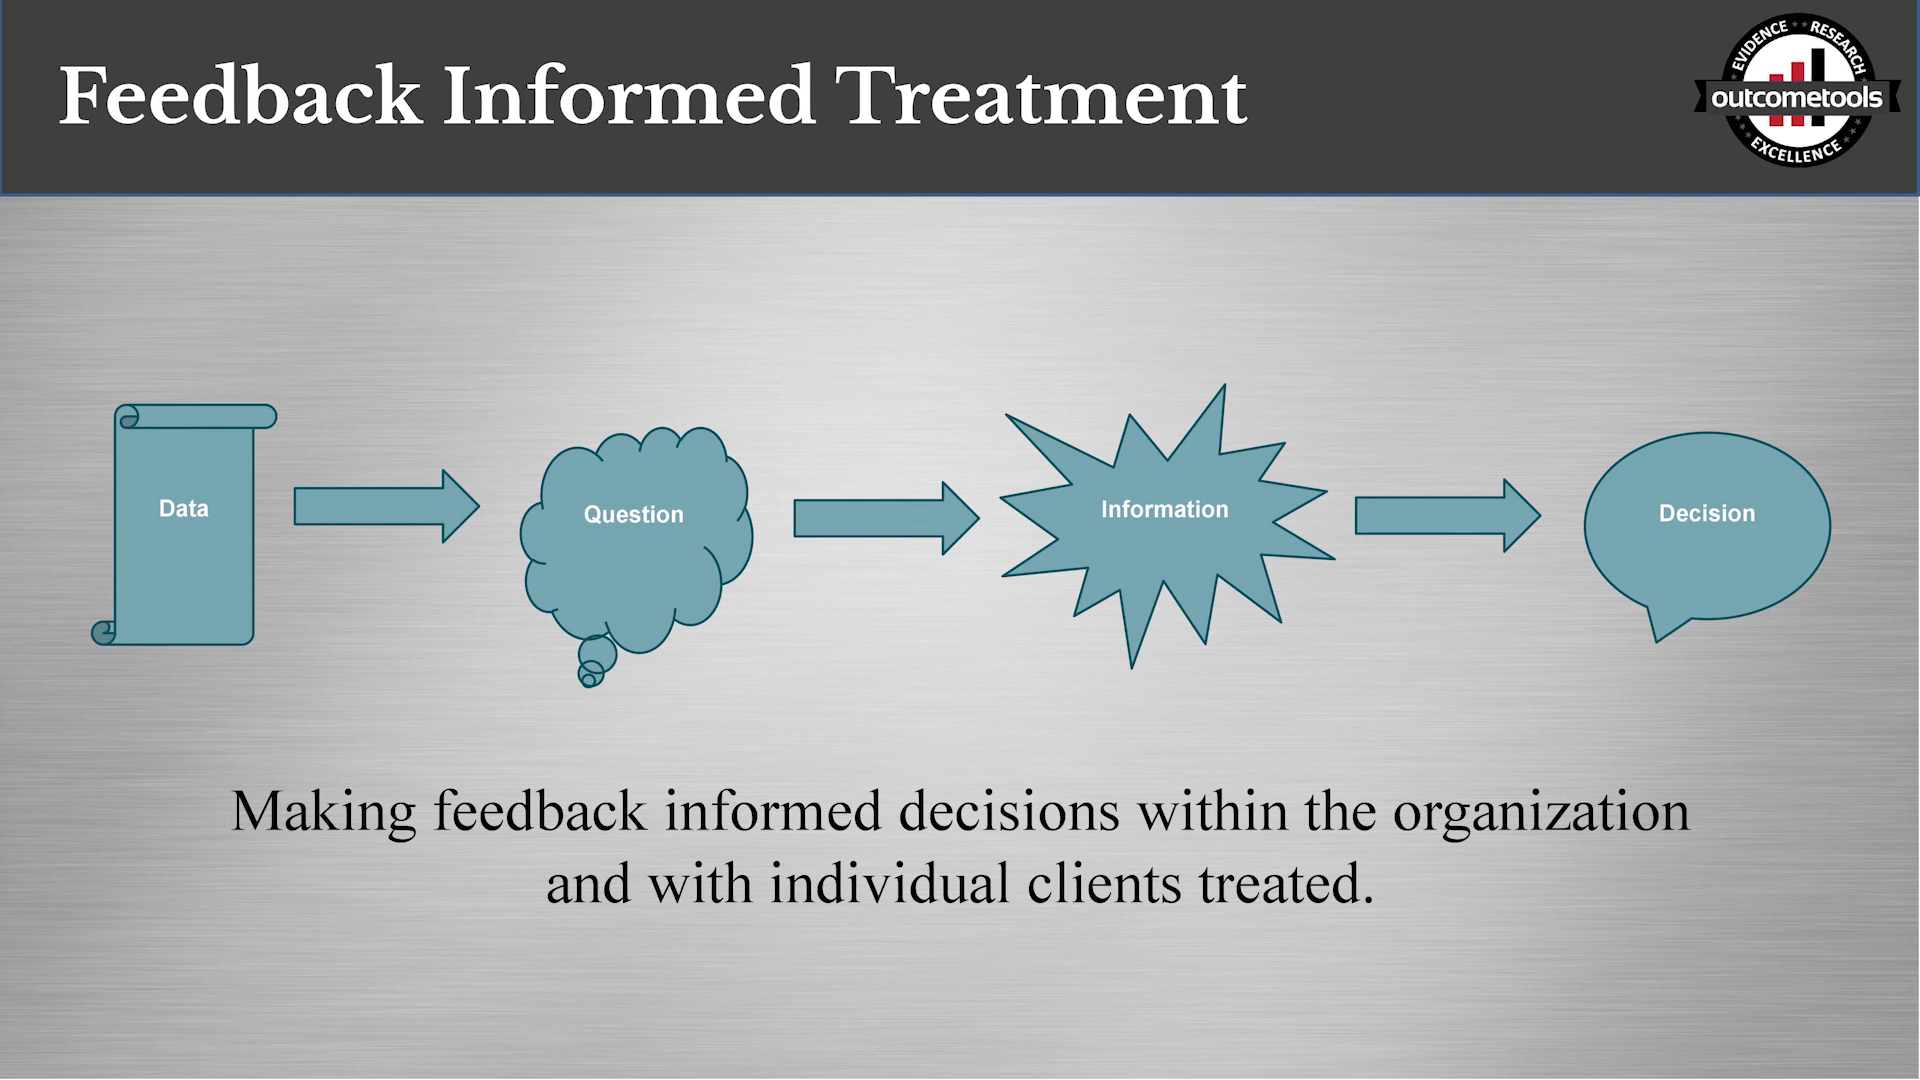 Feedback Informed Treatment
EVIDENCE ** RESEARCH
outcometools
EXCELLENCE
Data
Question
Information
Decision
Making feedback informed decisions within the organization
and with individual clients treated.